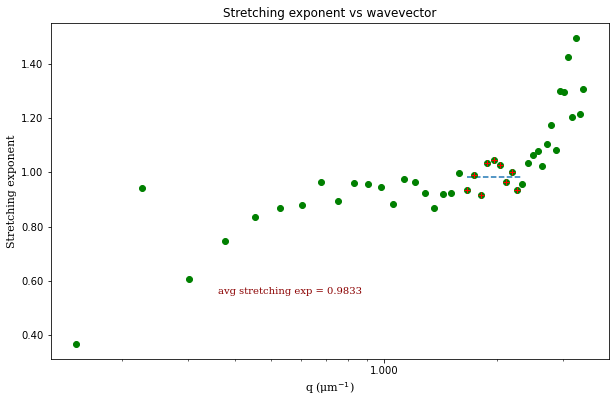 Stretching exponent vs wavevector
1.40
1.20
1.00
0.80
0.60
0.40
Stretching exponent
avg stretching exp = 0.9833
1.000
q (μm⁻¹)